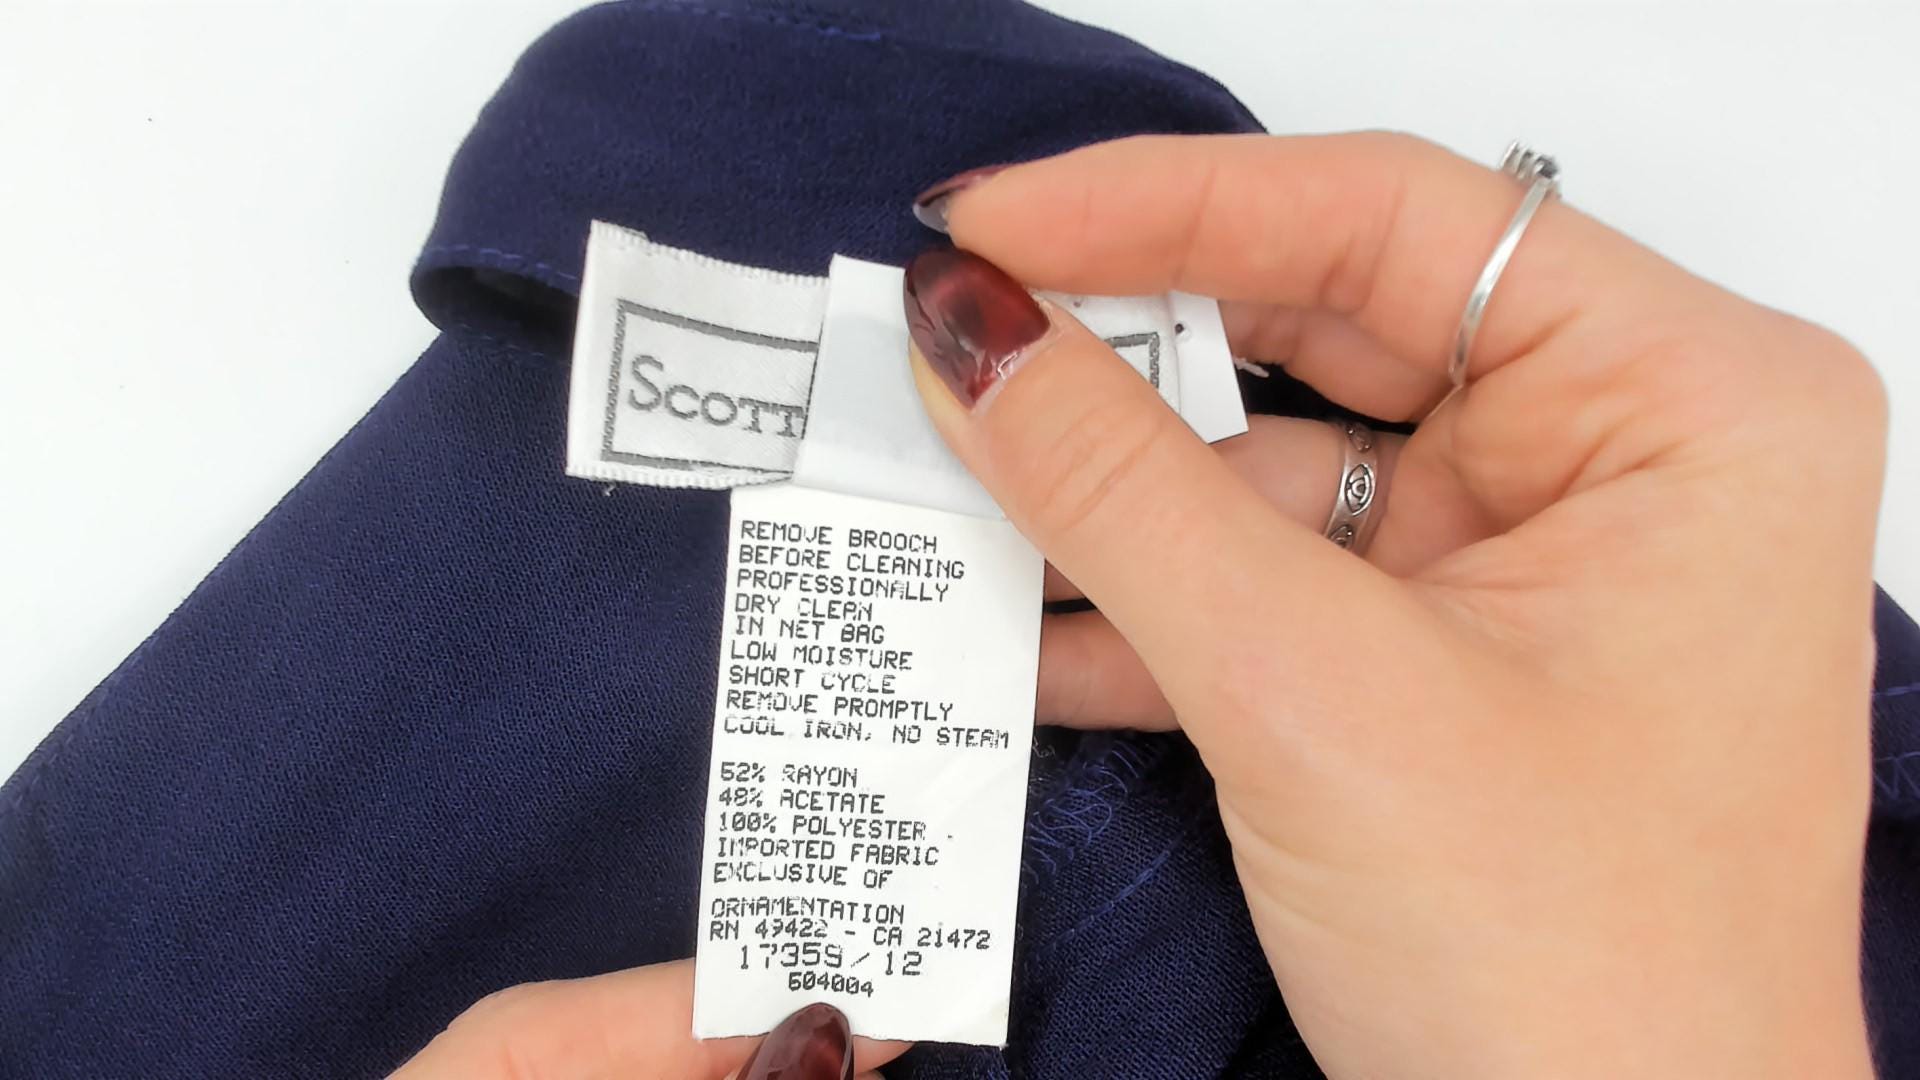 SCOTT
REMOVE BROOCH
BEFORE CLEANING
PROFESSIONALLY
DRY CLEAN
IN NET BAG
LOW MOISTURE
SHORT CYCLE
REMOVE PROMPTLY
COOL IRON, NO STEAM
52% RAYON
48% ACETATE
100% POLYESTER
IMPORTED FABRIC
EXCLUSIVE OF
ORNAMENTATION
RN 49422 - CA 21472
17359/12
504004